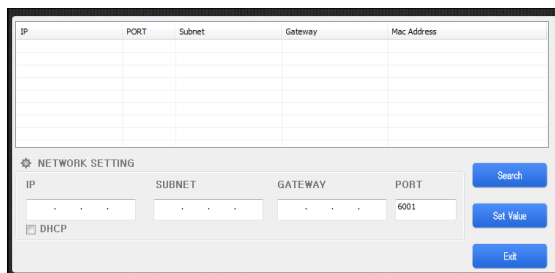 IP PORT Subnet Gateway Mac Address
NETWORK SETTING
IP SUBNET GATEWAY PORT
. . . . . . . . . 6001
DHCP
Search
Set Value
Exit